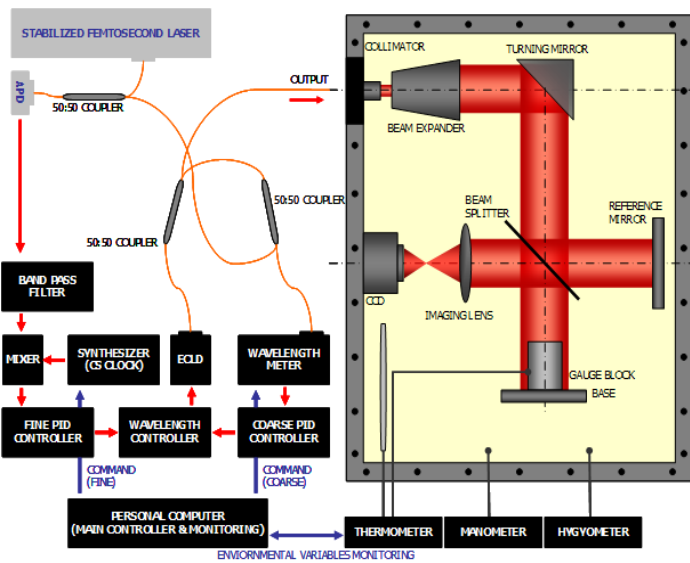 STABILIZED FEMTOSECOND LASER
APD
50:50 COUPLER
OUTPUT
50:50 COUPLER
50:50 COUPLER
BAND PASS
FILTER
MIXER
SYNTHESIZER
(CS CLOCK)
ECLD
WAVELENGTH
METER
FINE PID
CONTROLLER
WAVELENGTH
CONTROLLER
COARSE PID
CONTROLLER
COMMAND
(FINE)
COMMAND
(COARSE)
PERSONAL COMPUTER
(MAIN CONTROLLER & MONITORING)
ENVIORNMENTAL VARIABLES MONITORING
COLLIMATOR
TURNING MIRROR
BEAM EXPANDER
BEAM
SPLITTER
REFERENCE
MIRROR
CCD
IMAGING LENS
GAUGE BLOCK
BASE
THERMOMETER
MANOMETER
HYGYOMETER